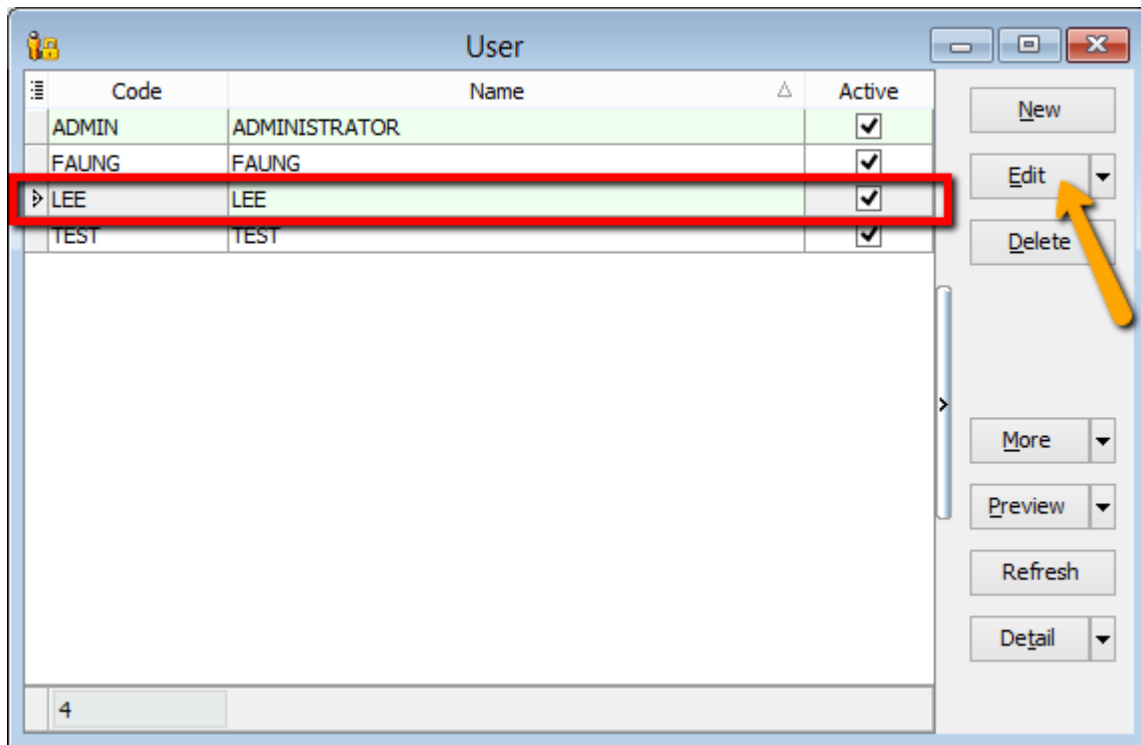 User
Code Name Active
New
ADMIN ADMINISTRATOR
FAUNG FAUNG
Edit
LEE LEE
TEST TEST
Delete
More
Preview
Refresh
Detail
4